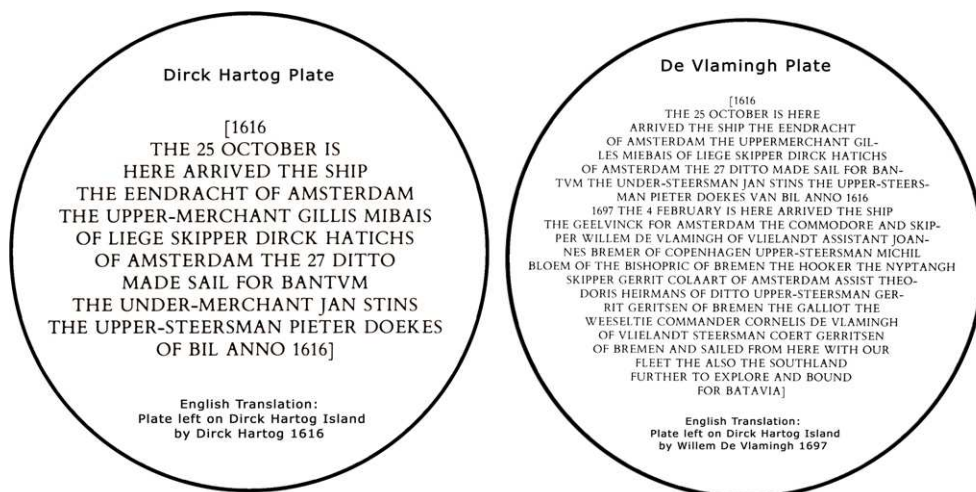 Dirck Hartog Plate
[1616
THE 25 OCTOBER IS
HERE ARRIVED THE SHIP
THE EENDRACHT OF AMSTERDAM
THE UPPER-MERCHANT GILLIS MIBAIS
OF LIEGE SKIPPER DIRCK HATICHS
OF AMSTERDAM THE 27 DITTO
MADE SAIL FOR BANTVM
THE UNDER-MERCHANT JAN STINS
THE UPPER-STEERSMAN PIETER DOEKES
OF BIL ANNO 1616]
English Translation:
Plate left on Dirck Hartog Island
by Dirck Hartog 1616
De Vlamingh Plate
[1616
THE 25 OCTOBER IS HERE
ARRIVED THE SHIP THE EENDRACHT
OF AMSTERDAM THE UPPERMERCHANT GIL-
LES MIEBAIS OF LIEGE SKIPPER DIRCK HATICHS
OF AMSTERDAM THE 27 DITTO MADE SAIL FOR BAN-
TVM THE UNDER-STEERSMAN JAN STINS THE UPPER-STEERS-
MAN PIETER DOEKES VAN BIL ANNO 1616
1697 THE 4 FEBRUARY IS HERE ARRIVED THE SHIP
THE GEELVINCK FOR AMSTERDAM THE COMMODORE AND SKIP-
PER WILLEM DE VLAMINGH OF VLIELANDT ASSISTANT JOAN-
NES BREMER OF COPENHAGEN UPPER-STEERSMAN MICHIL
BLOEM OF THE BISHOPRIC OF BREMEN THE HOOKER THE NYPTANGH
SKIPPER GERRIT COLAART OF AMSTERDAM ASSIST THEO-
DORIS HEIRMANS OF DITTO UPPER-STEERSMAN GER-
RIT GERITSEN OF BREMEN THE GALLIOT THE
WEESELTIE COMMANDER CORNELIS DE VLAMINGH
OF VLIELANDT STEERSMAN COERT GERRITSEN
OF BREMEN AND SAILED FROM HERE WITH OUR
FLEET THE ALSO THE SOUTHLAND
FURTHER TO EXPLORE AND BOUND
FOR BATAVIA]
English Translation:
Plate left on Dirck Hartog Island
by Willem De Vlamingh 1697